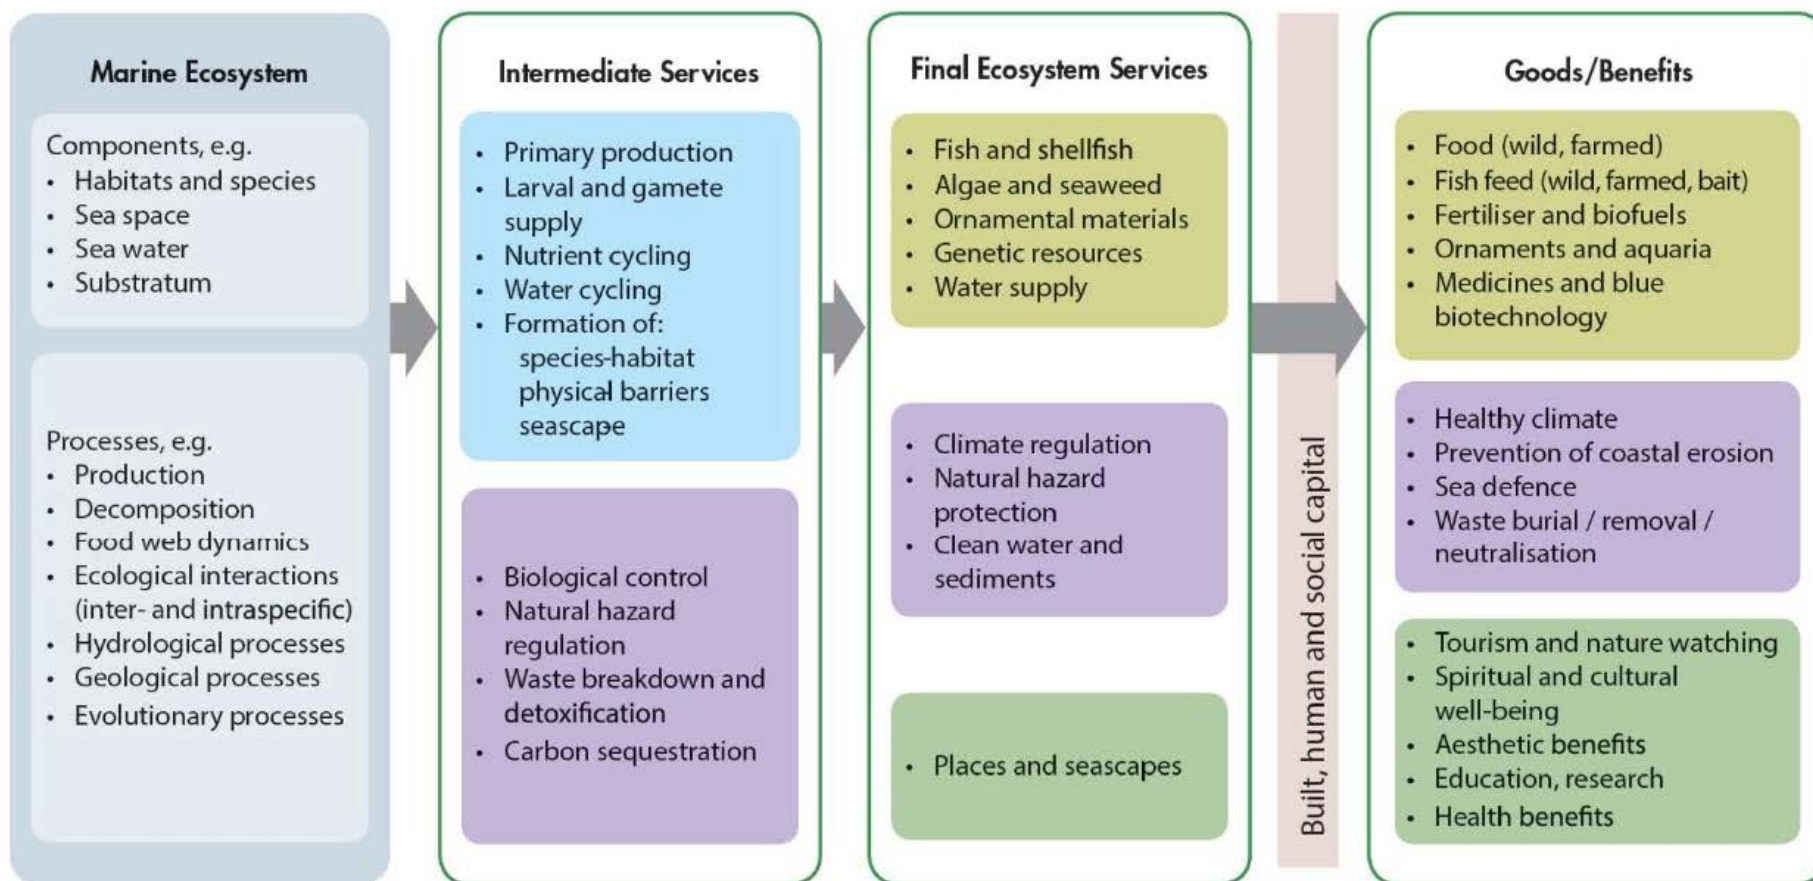 Marine Ecosystem
Components, e.g.
• Habitats and species
• Sea space
• Sea water
• Substratum
Processes, e.g.
• Production
• Decomposition
• Food web dynamics
• Ecological interactions
(inter- and intraspecific)
• Hydrological processes
• Geological processes
• Evolutionary processes
Intermediate Services
• Primary production
• Larval and gamete
supply
• Nutrient cycling
• Water cycling
• Formation of:
species-habitat
physical barriers
seascape
• Biological control
• Natural hazard
regulation
• Waste breakdown and
detoxification
• Carbon sequestration
Final Ecosystem Services
• Fish and shellfish
• Algae and seaweed
• Ornamental materials
• Genetic resources
• Water supply
• Climate regulation
• Natural hazard
protection
• Clean water and
sediments
• Places and seascapes
Built, human and social capital
Goods/Benefits
• Food (wild, farmed)
• Fish feed (wild, farmed, bait)
• Fertiliser and biofuels
• Ornaments and aquaria
• Medicines and blue
biotechnology
• Healthy climate
• Prevention of coastal erosion
• Sea defence
• Waste burial / removal /
neutralisation
• Tourism and nature watching
• Spiritual and cultural
well-being
• Aesthetic benefits
• Education, research
• Health benefits